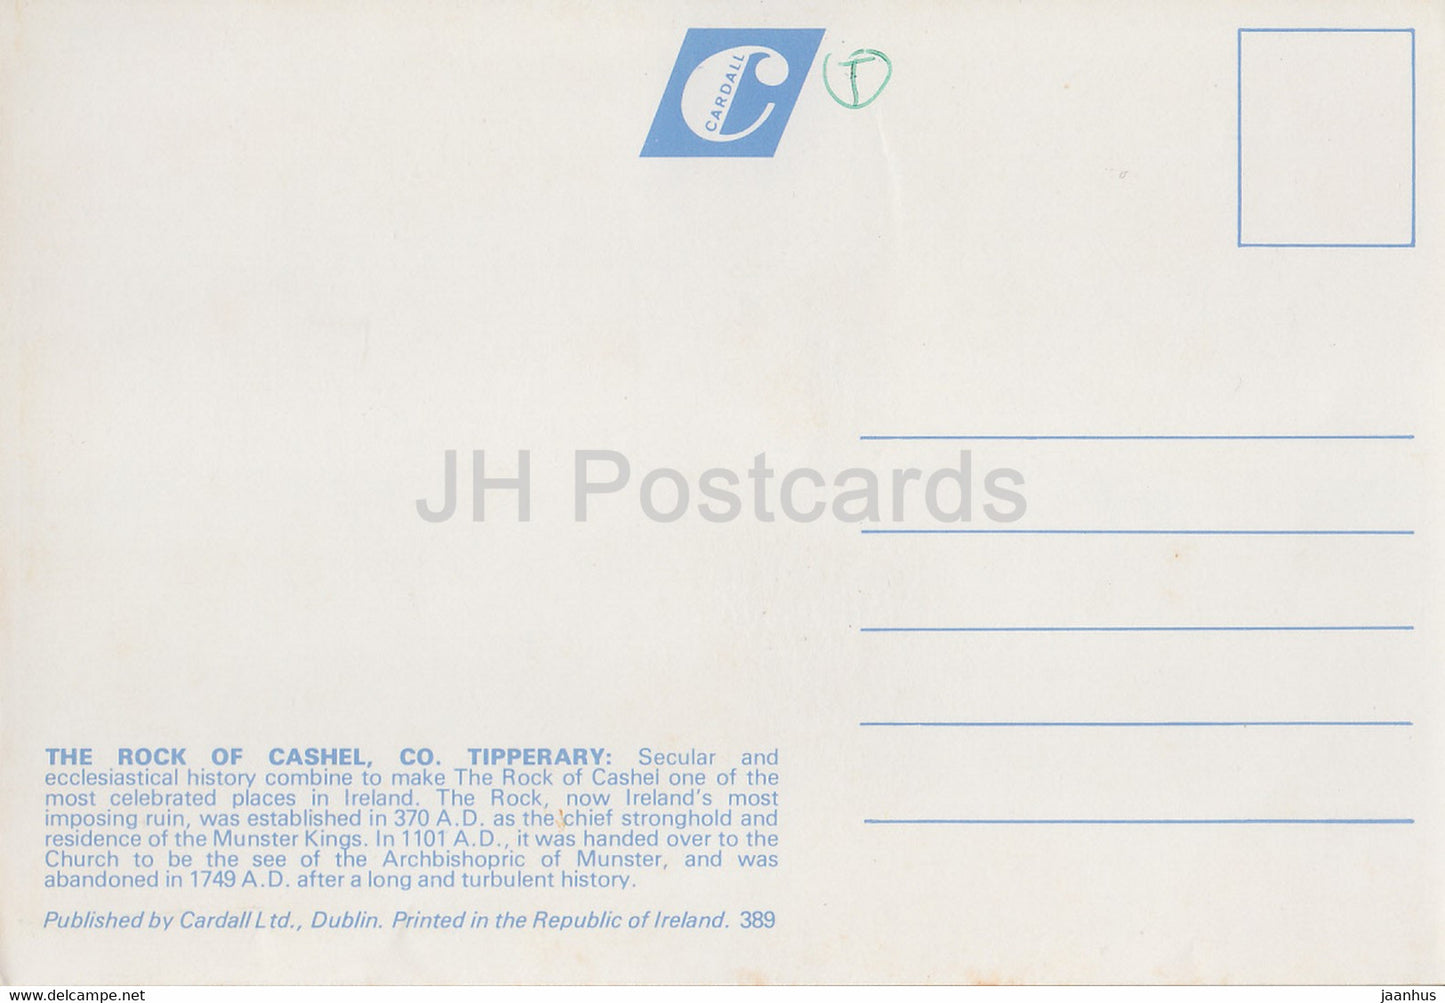 CARDALL
T
JH Postcards
THE ROCK OF CASHEL, CO. TIPPERARY: Secular and
ecclesiastical history combine to make The Rock of Cashel one of the
most celebrated places in Ireland. The Rock, now Ireland's most
imposing ruin, was established in 370 A.D. as the chief stronghold and
residence of the Munster Kings. In 1101 A.D., it was handed over to the
Church to be the see of the Archbishopric of Munster, and was
abandoned in 1749 A.D. after a long and turbulent history.
Published by Cardall Ltd., Dublin. Printed in the Republic of Ireland. 389
www.delcampe.net
jaanhus